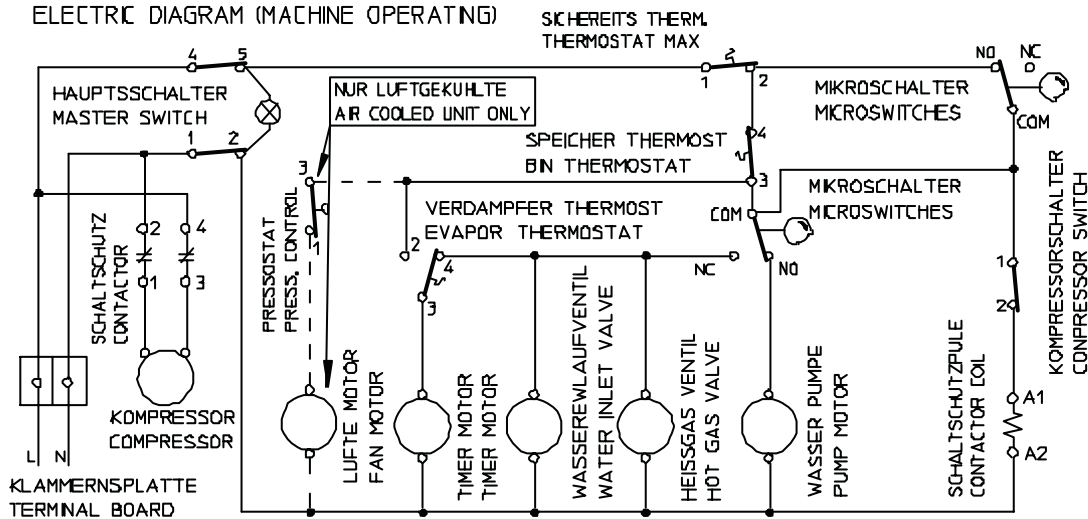 ELECTRIC DIAGRAM (MACHINE OPERATING)
SICHEREITS THERM.
THERMOSTAT MAX
4
5
1
2
NO
NC
HAUPTSSCHALTER
MASTER SWITCH
NUR LUFTGEKUHLTE
AIR COOLED UNIT ONLY
MIKROSCHALTER
MICROSWITCHES
COM
1
2
SPEICHER THERMOST
BIN THERMOSTAT
4
3
3
PRESSOSTAT
PRESS. CONTROL
1
VERDAMPFER THERMOST
EVAPOR THERMOSTAT
COM
MIKROSCHALTER
MICROSWITCHES
KOMPRESSORSCHALTER
CONPRESSOR SWITCH
2
4
SCHALTSCHUTZ
CONTACTOR
1
3
2
4
3
NC
NO
1
2
KOMPRESSOR
COMPRESSOR
LUFTE MOTOR
FAN MOTOR
TIMER MOTOR
TIMER MOTOR
WASSEREWLAUFVENTIL
WATER INLET VALVE
HEISSGAS VENTIL
HOT GAS VALVE
WASSER PUMPE
PUMP MOTOR
SCHALTSCHUTZPULE
CONTACTOR COIL
A1
A2
L N
KLAMMERNSPLATTE
TERMINAL BOARD